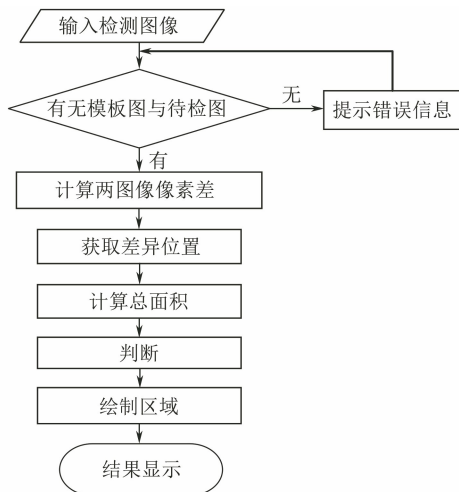 输入检测图像
有无模板图与待检图
无
提示错误信息
有
计算两图像像素差
获取差异位置
计算总面积
判断
绘制区域
结果显示